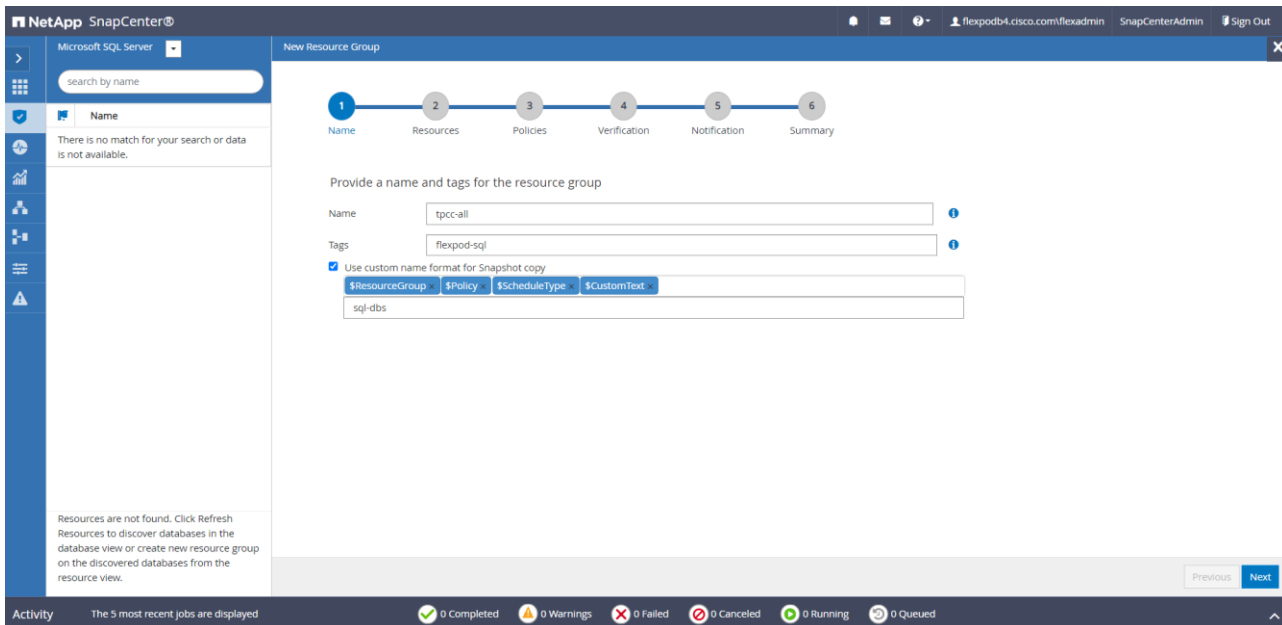 NetApp SnapCenter®
flexpodb4.cisco.com\flexadmin SnapCenterAdmin Sign Out
Microsoft SQL Server
search by name
Name
There is no match for your search or data
is not available.
Resources are not found. Click Refresh
Resources to discover databases in the
database view or create new resource group
on the discovered databases from the
resource view.
New Resource Group
1 2 3 4 5 6
Name Resources Policies Verification Notification Summary
Provide a name and tags for the resource group
Name tpcc-all
Tags flexpod-sql
Use custom name format for Snapshot copy
$ResourceGroup × $Policy × $ScheduleType × $CustomText ×
sql-dbs
Previous Next
Activity The 5 most recent jobs are displayed 0 Completed 0 Warnings 0 Failed 0 Canceled 0 Running 0 Queued